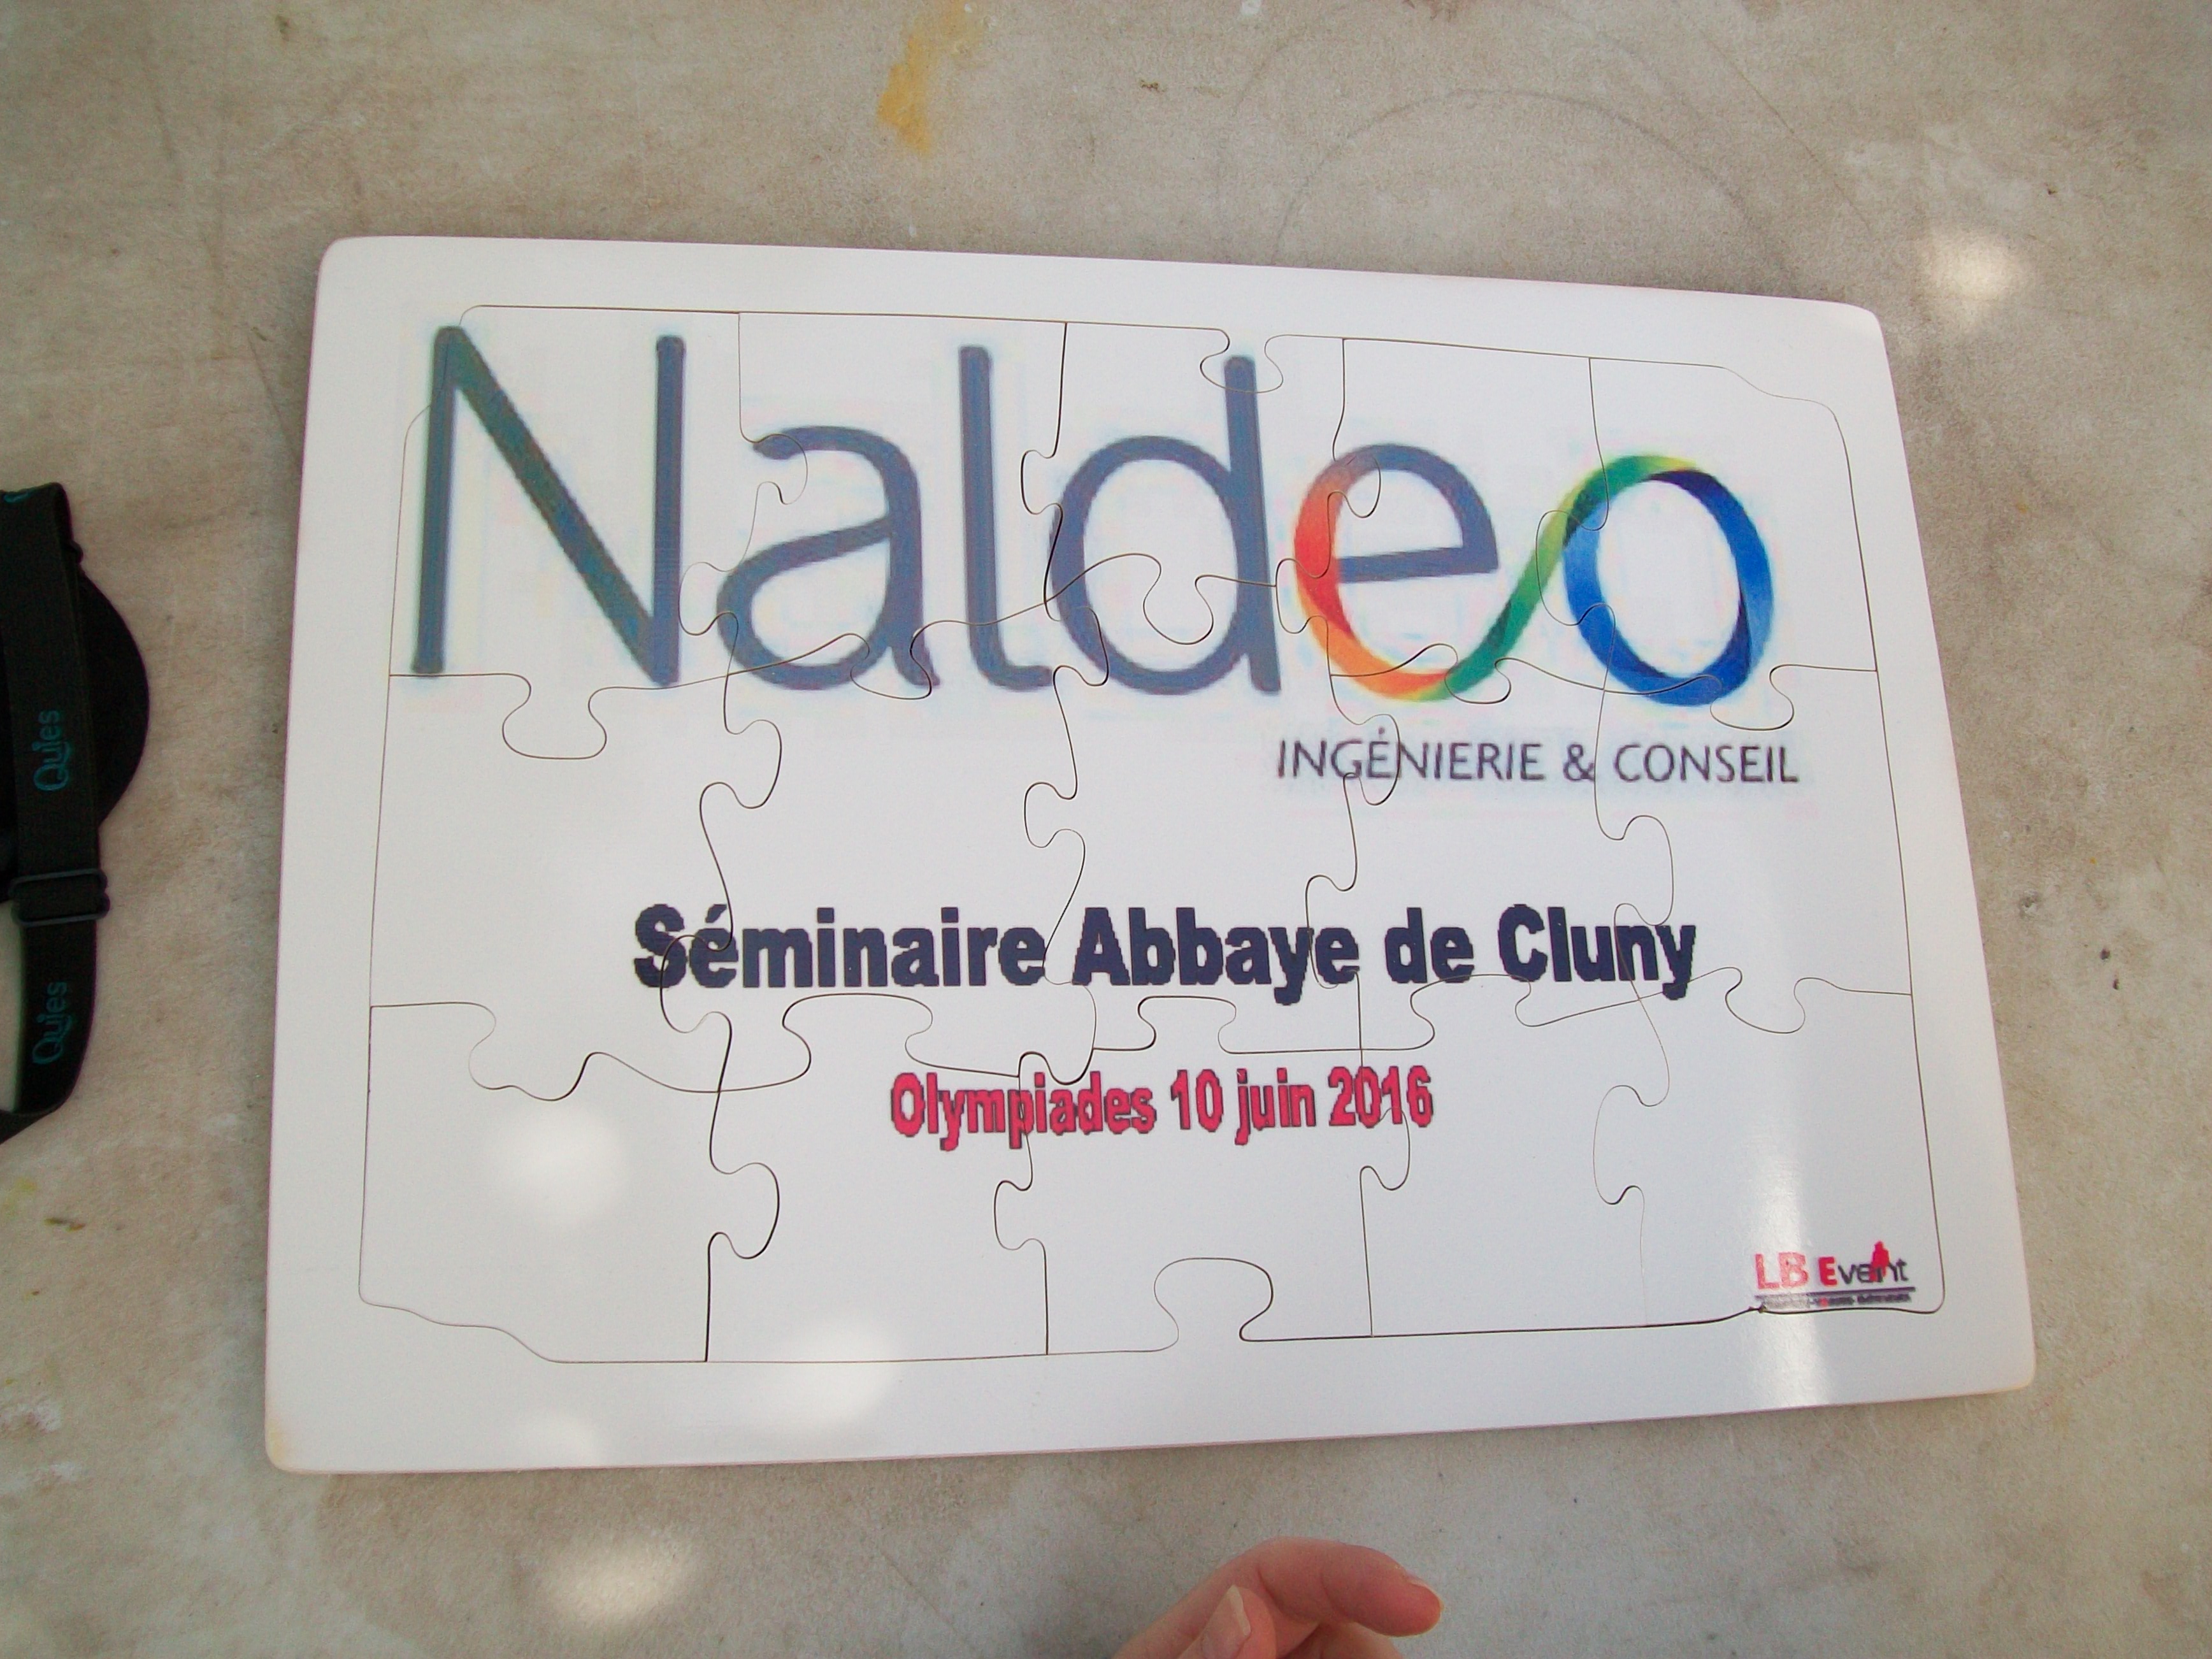 Naldeo
INGÉNIERIE & CONSEIL
Séminaire Abbaye de Cluny
Olympiades 10 juin 2016
LB Event
Quies
Quies